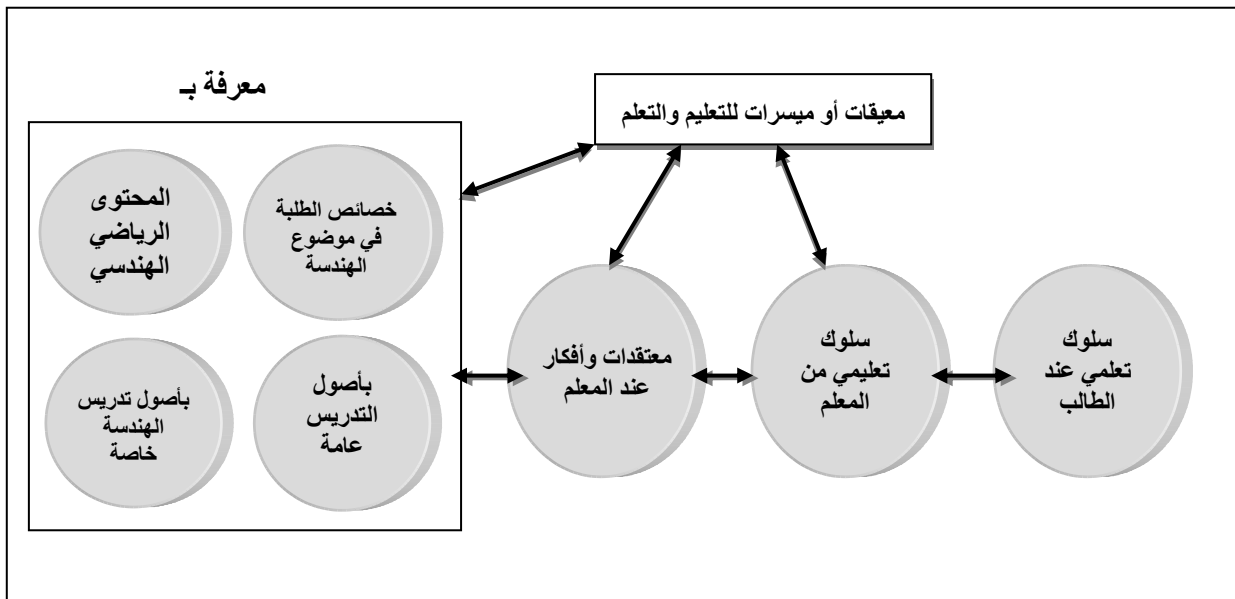 معرفة بـ
معيقات أو ميسرات للتعليم والتعلم
خصائص الطلبة
في موضوع
الهندسة
المحتوى
الرياضي
الهندسي
بأصول
التدريس
عامة
بأصول تدريس
الهندسة
خاصة
معتقدات وأفكار
عند المعلم
سلوك
تعليمي من
المعلم
سلوك
تعلمي عند
الطالب